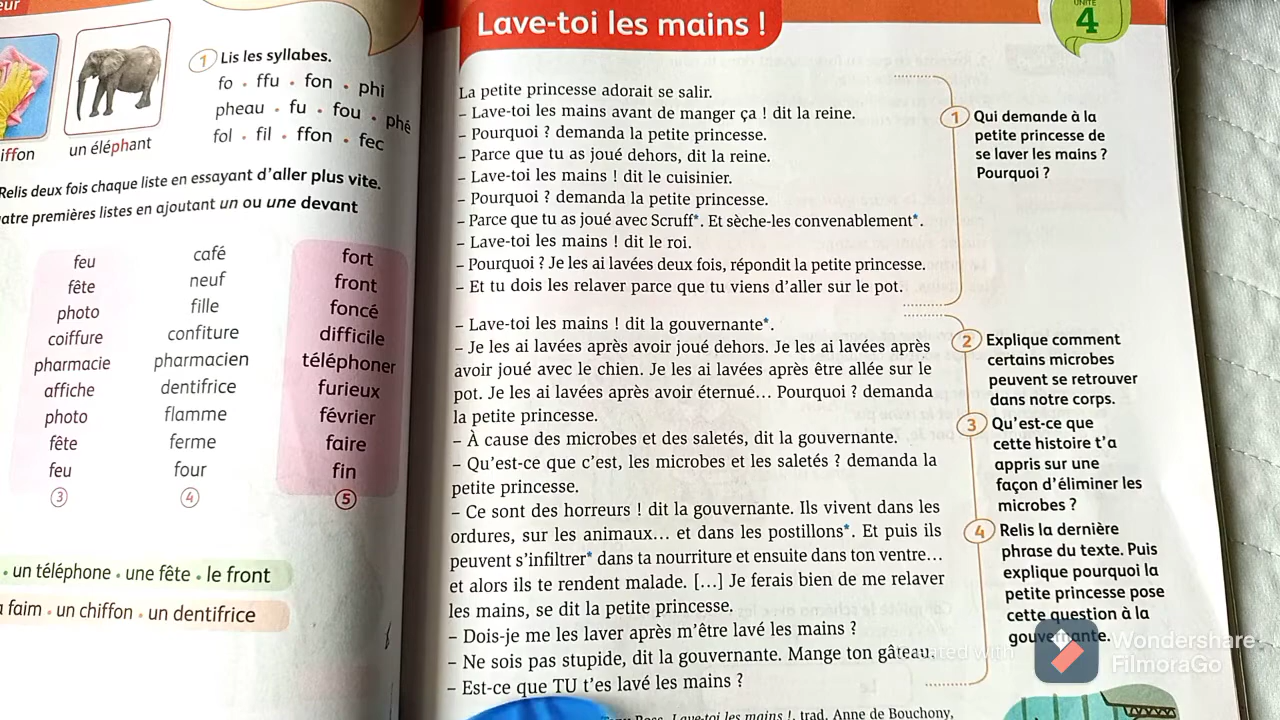 eur
iffon
un éléphant
1 Lis les syllabes.
fo • ffu • fon • phi
pheau • fu • fou • phé
fol • fil • ffon • fec
Relis deux fois chaque liste en essayant d'aller plus vite.
atre premières listes en ajoutant un ou une devant
feu
fête
photo
coiffure
pharmacie
affiche
photo
fête
feu
3
café
neuf
fille
confiture
pharmacien
dentifrice
flamme
ferme
four
4
fort
front
foncé
difficile
téléphoner
furieux
février
faire
fin
5
• un téléphone • une fête • le front
a faim • un chiffon • un dentifrice
Lave-toi les mains !
UNITÉ
4
La petite princesse adorait se salir.
– Lave-toi les mains avant de manger ça ! dit la reine.
– Pourquoi ? demanda la petite princesse.
– Parce que tu as joué dehors, dit la reine.
– Lave-toi les mains ! dit le cuisinier.
– Pourquoi ? demanda la petite princesse.
– Parce que tu as joué avec Scruff*. Et sèche-les convenablement*.
– Lave-toi les mains ! dit le roi.
– Pourquoi ? Je les ai lavées deux fois, répondit la petite princesse.
– Et tu dois les relaver parce que tu viens d'aller sur le pot.
– Lave-toi les mains ! dit la gouvernante*.
– Je les ai lavées après avoir joué dehors. Je les ai lavées après
avoir joué avec le chien. Je les ai lavées après être allée sur le
pot. Je les ai lavées après avoir éternué... Pourquoi ? demanda
la petite princesse.
– À cause des microbes et des saletés, dit la gouvernante.
– Qu'est-ce que c'est, les microbes et les saletés ? demanda la
petite princesse.
– Ce sont des horreurs ! dit la gouvernante. Ils vivent dans les
ordures, sur les animaux... et dans les postillons*. Et puis ils
peuvent s'infiltrer* dans ta nourriture et ensuite dans ton ventre...
et alors ils te rendent malade. [...] Je ferais bien de me relaver
les mains, se dit la petite princesse.
– Dois-je me les laver après m'être lavé les mains ?
– Ne sois pas stupide, dit la gouvernante. Mange ton gâteau.
– Est-ce que TU t'es lavé les mains ?
Ross, Lave-toi les mains !, trad. Anne de Bouchony,
1 Qui demande à la
petite princesse de
se laver les mains ?
Pourquoi ?
2 Explique comment
certains microbes
peuvent se retrouver
dans notre corps.
3 Qu'est-ce que
cette histoire t'a
appris sur une
façon d'éliminer les
microbes ?
4 Relis la dernière
phrase du texte. Puis
explique pourquoi la
petite princesse pose
cette question à la
gouvernante.
Created with
Wondershare
FilmoraGo